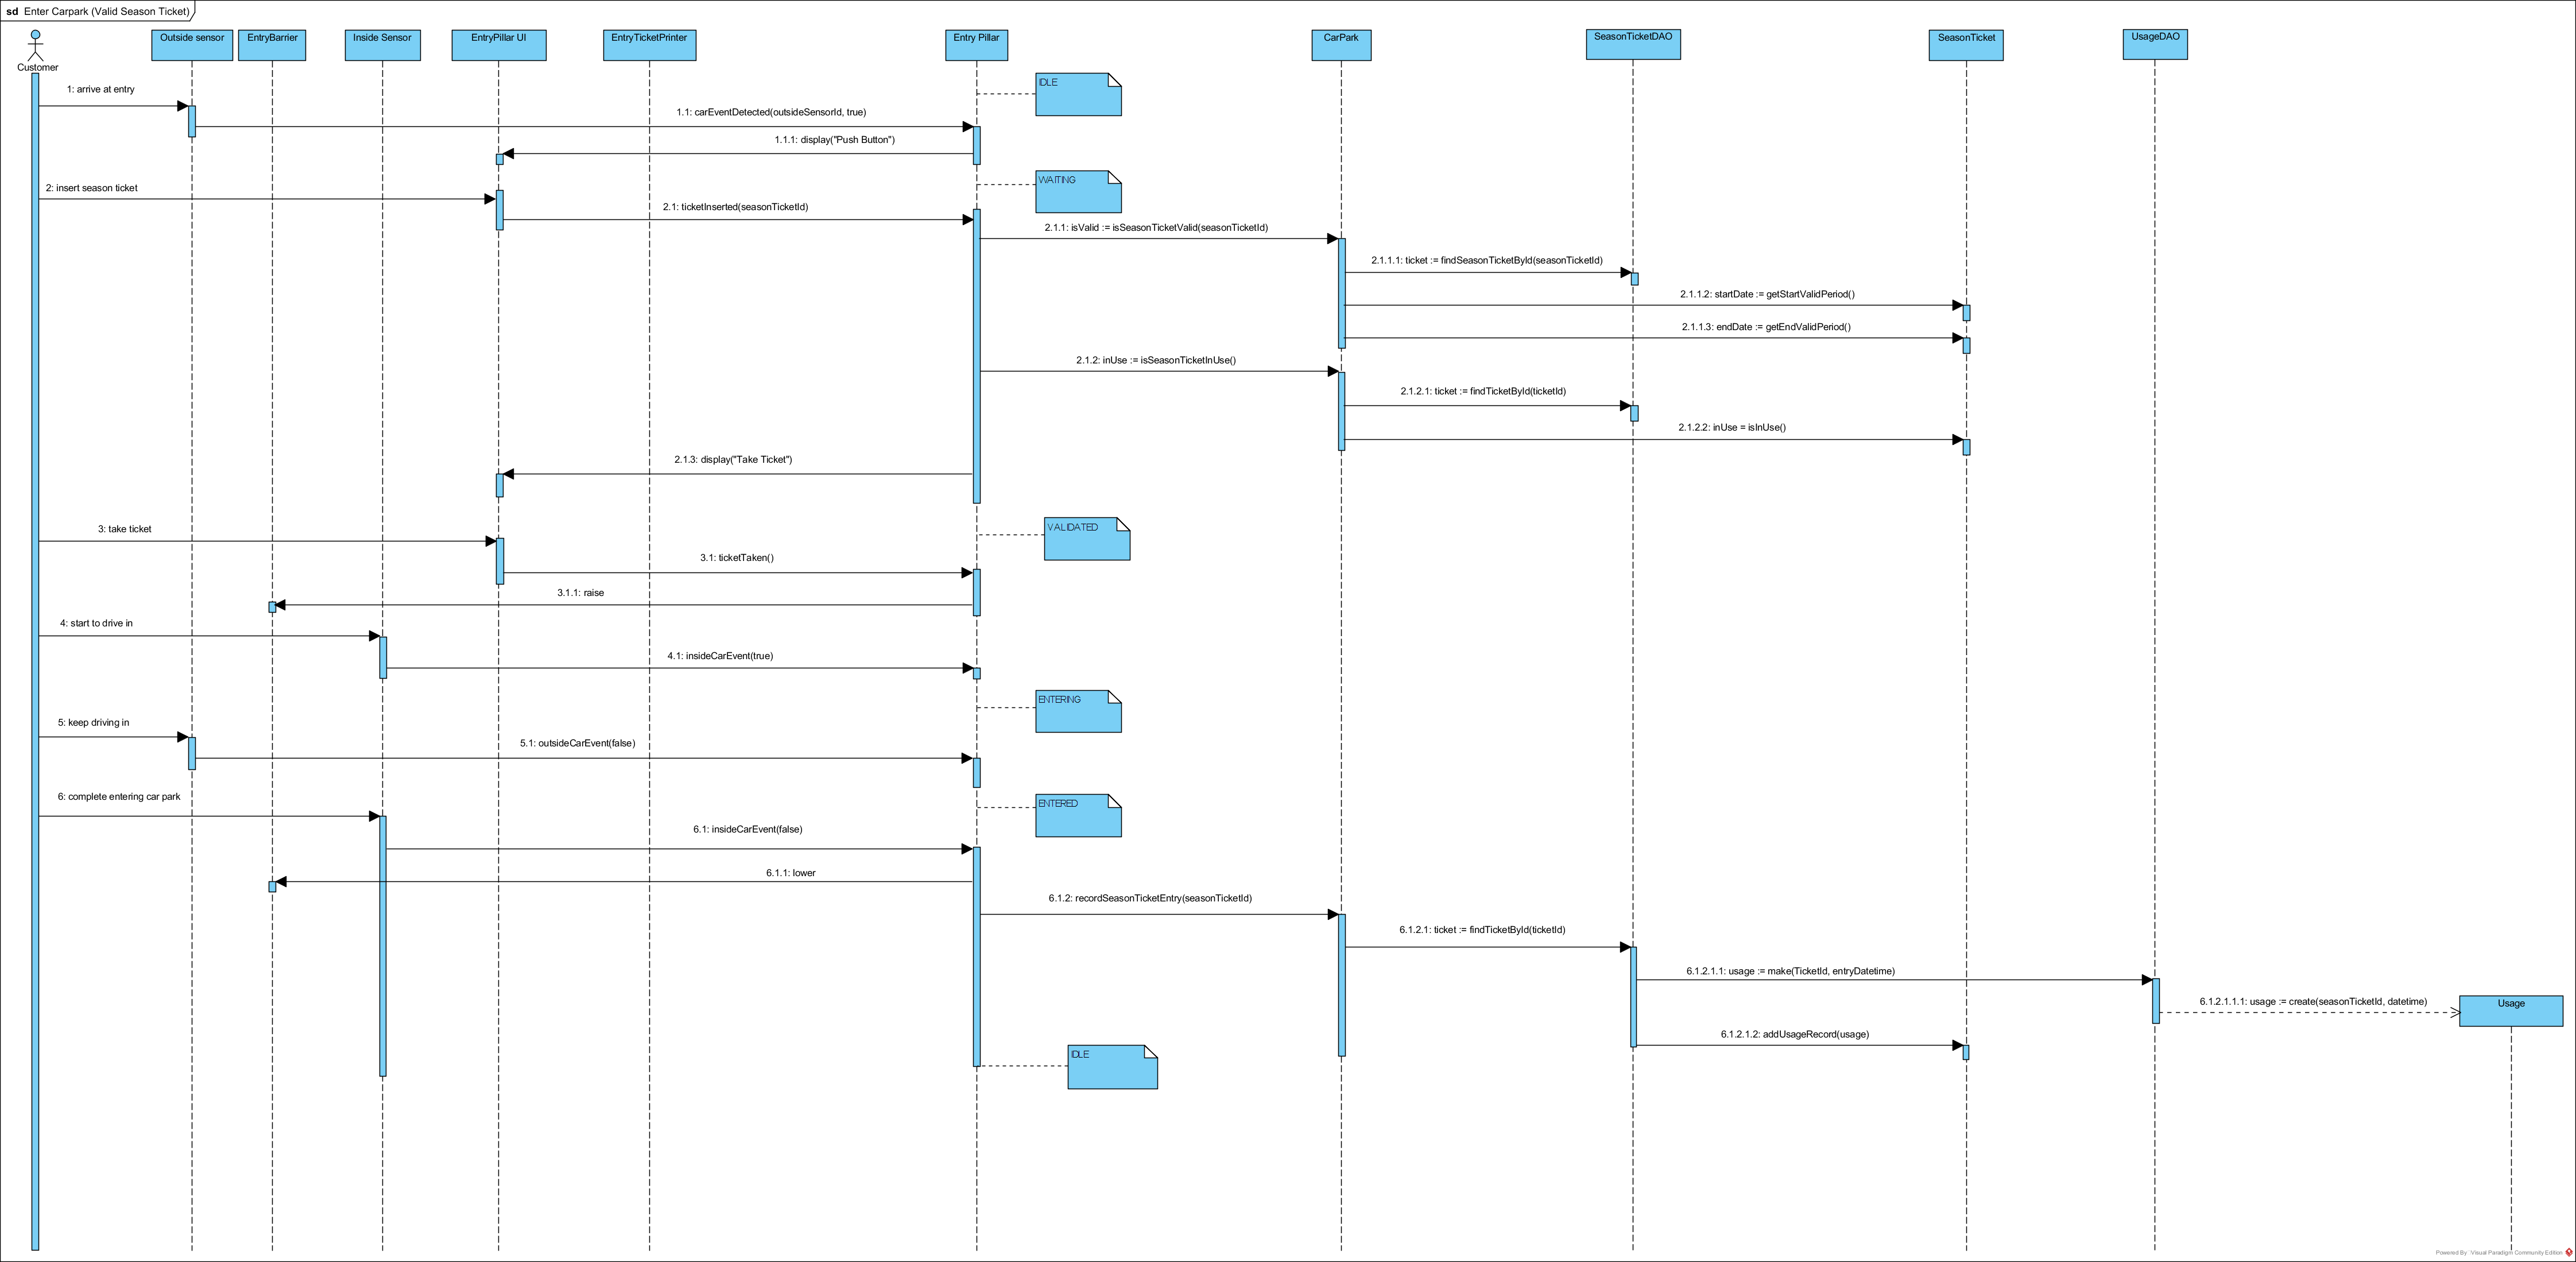 sd Enter Carpark (Valid Season Ticket)
Customer
Outside sensor
EntryBarrier
Inside Sensor
EntryPillar UI
EntryTicketPrinter
Entry Pillar
CarPark
SeasonTicketDAO
SeasonTicket
UsageDAO
IDLE
1: arrive at entry
1.1: carEventDetected(outsideSensorId, true)
1.1.1: display("Push Button")
WAITING
2: insert season ticket
2.1: ticketInserted(seasonTicketId)
2.1.1: isValid := isSeasonTicketValid(seasonTicketId)
2.1.1.1: ticket := findSeasonTicketById(seasonTicketId)
2.1.1.2: startDate := getStartValidPeriod()
2.1.1.3: endDate := getEndValidPeriod()
2.1.2: inUse := isSeasonTicketInUse()
2.1.2.1: ticket := findTicketById(ticketId)
2.1.2.2: inUse = isInUse()
2.1.3: display("Take Ticket")
VALIDATED
3: take ticket
3.1: ticketTaken()
3.1.1: raise
4: start to drive in
4.1: insideCarEvent(true)
ENTERING
5: keep driving in
5.1: outsideCarEvent(false)
ENTERED
6: complete entering car park
6.1: insideCarEvent(false)
6.1.1: lower
6.1.2: recordSeasonTicketEntry(seasonTicketId)
6.1.2.1: ticket := findTicketById(ticketId)
6.1.2.1.1: usage := make(TicketId, entryDatetime)
6.1.2.1.1.1: usage := create(seasonTicketId, datetime)
Usage
6.1.2.1.2: addUsageRecord(usage)
IDLE
Powered By Visual Paradigm Community Edition